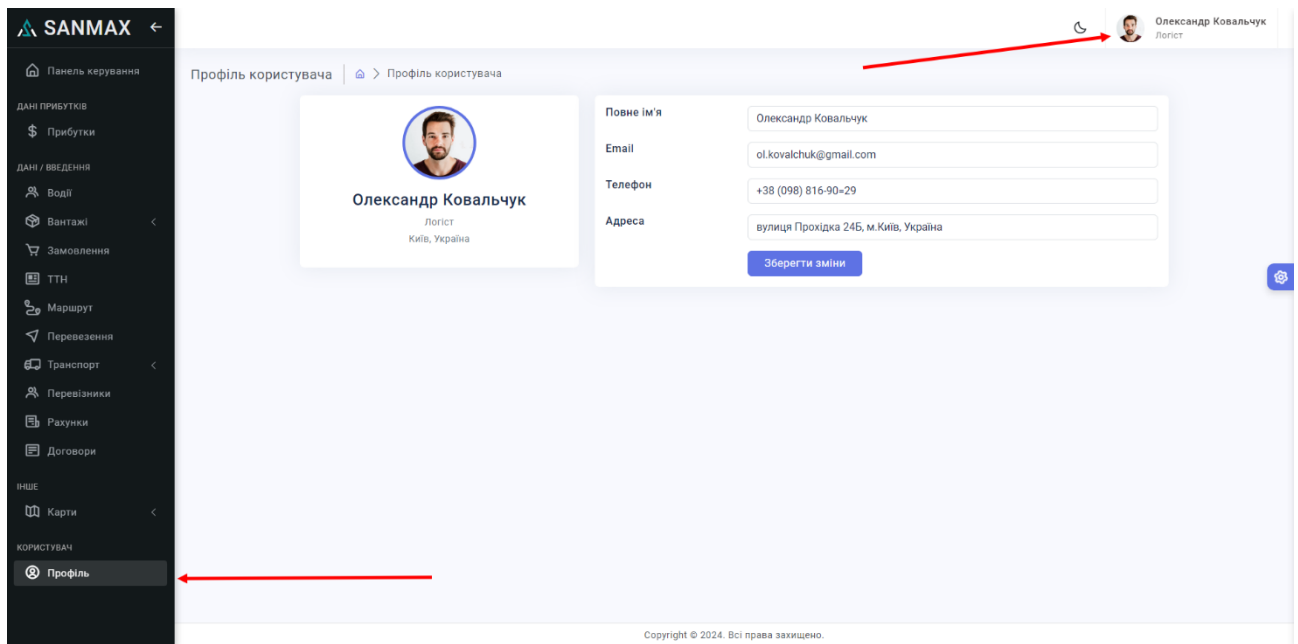 SANMAX
Олександр Ковальчук
Логіст
Панель керування
ДАНІ ПРИБУТКІВ
Прибутки
ДАНІ / ВВЕДЕННЯ
Водії
Вантажі
Замовлення
ТТН
Маршрут
Перевезення
Транспорт
Перевізники
Рахунки
Договори
ІНШЕ
Карти
КОРИСТУВАЧ
Профіль
Профіль користувача
Профіль користувача
Олександр Ковальчук
Логіст
Київ, Україна
Повне ім'я Олександр Ковальчук
Email ol.kovalchuk@gmail.com
Телефон +38 (098) 816-90=29
Адреса вулиця Прохідка 24Б, м.Київ, Україна
Зберегти зміни
Copyright © 2024. Всі права захищено.